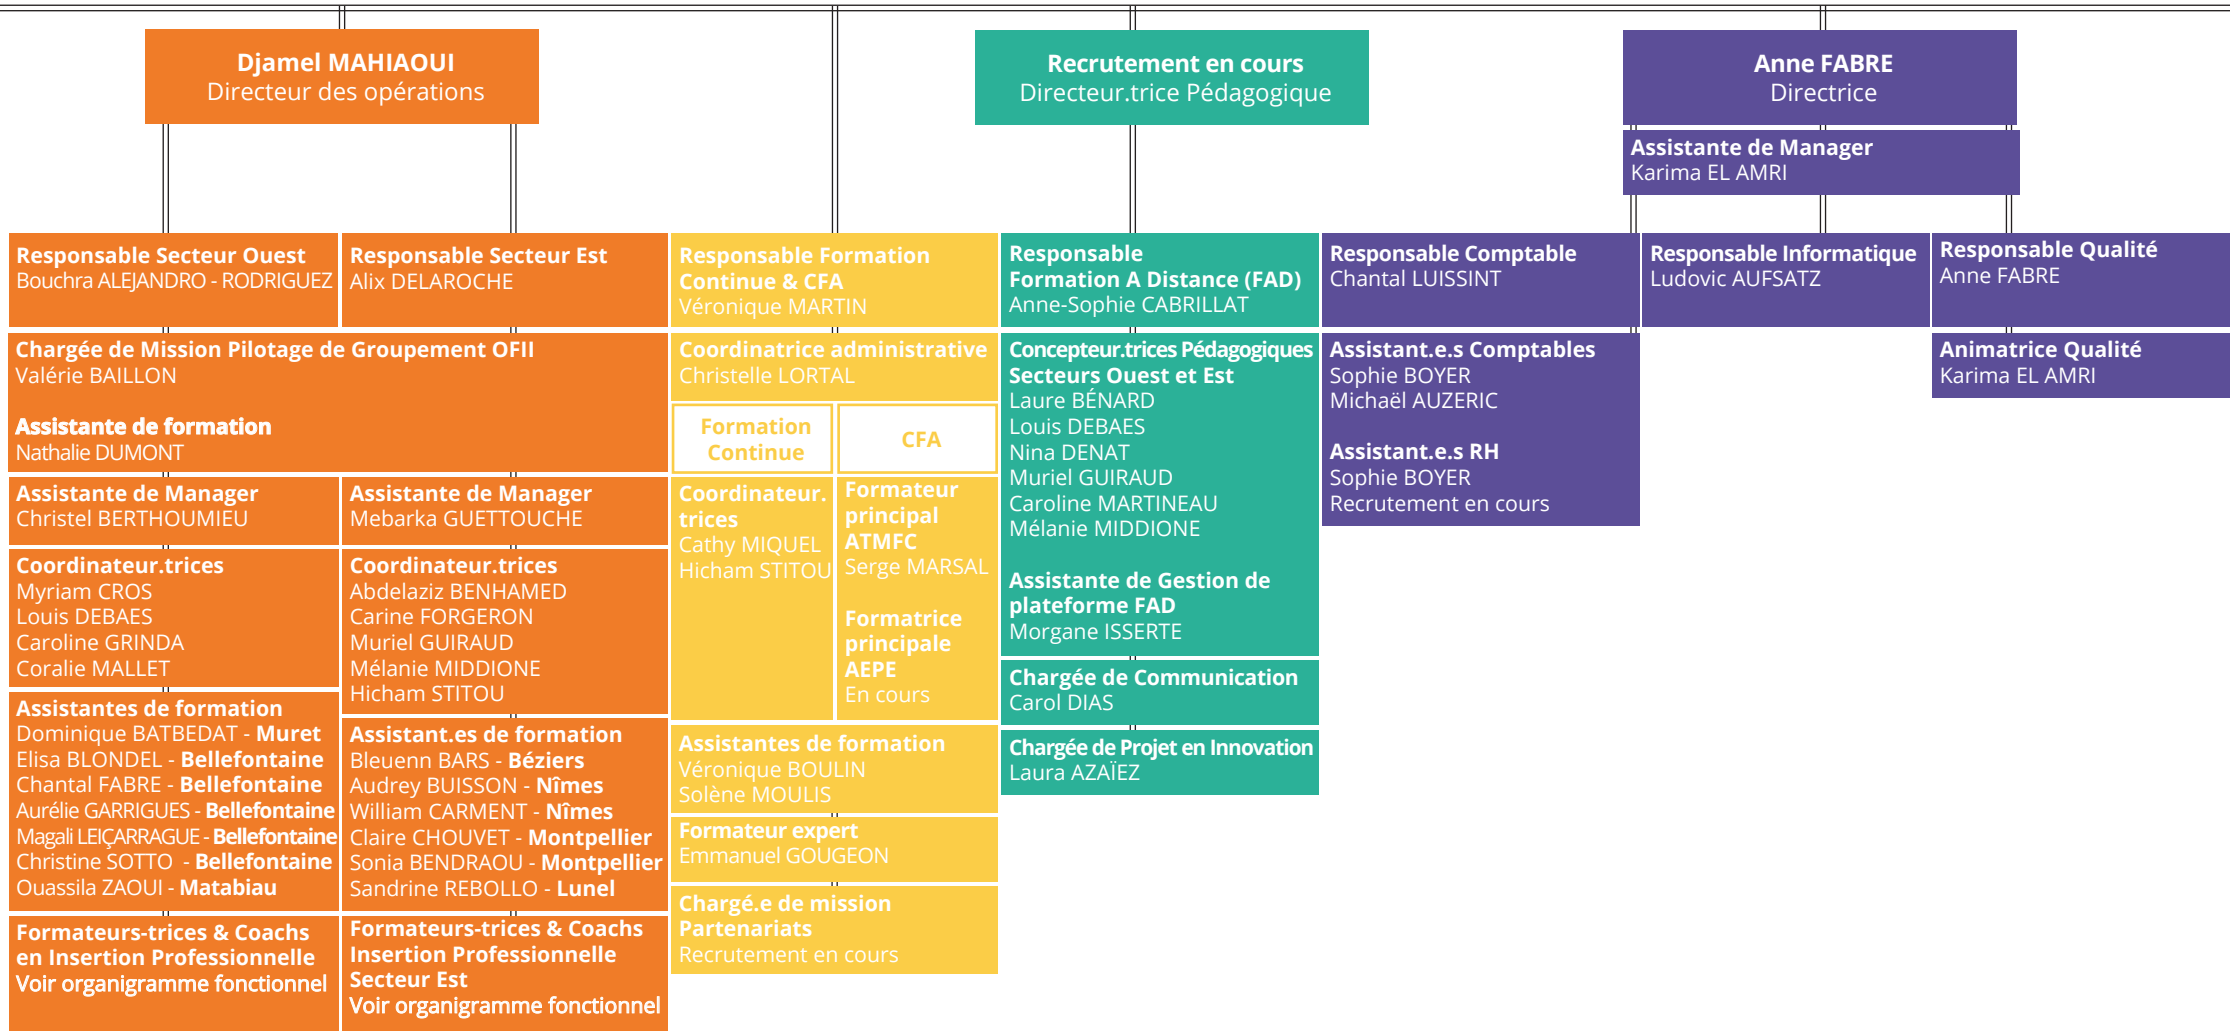 Djamel MAHIAOUI
Directeur des opérations
Recrutement en cours
Directeur.trice Pédagogique
Anne FABRE
Directrice
Assistante de Manager
Karima EL AMRI
Responsable Secteur Ouest
Bouchra ALEJANDRO - RODRIGUEZ
Responsable Secteur Est
Alix DELAROCHE
Chargée de Mission Pilotage de Groupement OFII
Valérie BAILLON
Assistante de formation
Nathalie DUMONT
Assistante de Manager
Christel BERTHOUMIEU
Coordinateur.trices
Myriam CROS
Louis DEBAES
Caroline GRINDA
Coralie MALLET
Assistantes de formation
Dominique BATBEDAT - Muret
Elisa BLONDEL - Bellefontaine
Chantal FABRE - Bellefontaine
Aurélie GARRIGUES - Bellefontaine
Magali LEIÇARRAGUE - Bellefontaine
Christine SOTTO - Bellefontaine
Ouassila ZAOUI - Matabiau
Formateurs-trices & Coachs
en Insertion Professionnelle
Voir organigramme fonctionnel
Assistante de Manager
Mebarka GUETTOUCHE
Coordinateur.trices
Abdelaziz BENHAMED
Carine FORGERON
Muriel GUIRAUD
Mélanie MIDDIONE
Hicham STITOU
Assistant.es de formation
Bleuenn BARS - Béziers
Audrey BUISSON - Nîmes
William CARMENT - Nîmes
Claire CHOUVET - Montpellier
Sonia BENDRAOU - Montpellier
Sandrine REBOLLO - Lunel
Formateurs-trices & Coachs
Insertion Professionnelle
Secteur Est
Voir organigramme fonctionnel
Responsable Formation
Continue & CFA
Véronique MARTIN
Coordinatrice administrative
Christelle LORTAL
Formation
Continue
CFA
Coordinateur.
trices
Cathy MIQUEL
Hicham STITOU
Formateur
principal
ATMFC
Serge MARSAL
Formatrice
principale
AEPE
En cours
Assistantes de formation
Véronique BOULIN
Solène MOULIS
Formateur expert
Emmanuel GOUGEON
Chargé.e de mission
Partenariats
Recrutement en cours
Responsable
Formation A Distance (FAD)
Anne-Sophie CABRILLAT
Concepteur.trices Pédagogiques
Secteurs Ouest et Est
Laure BÉNARD
Louis DEBAES
Nina DENAT
Muriel GUIRAUD
Caroline MARTINEAU
Mélanie MIDDIONE
Assistante de Gestion de
plateforme FAD
Morgane ISSERTE
Chargée de Communication
Carol DIAS
Chargée de Projet en Innovation
Laura AZAÏEZ
Responsable Comptable
Chantal LUISSINT
Assistant.e.s Comptables
Sophie BOYER
Michaël AUZERIC
Assistant.e.s RH
Sophie BOYER
Recrutement en cours
Responsable Informatique
Ludovic AUFSATZ
Responsable Qualité
Anne FABRE
Animatrice Qualité
Karima EL AMRI